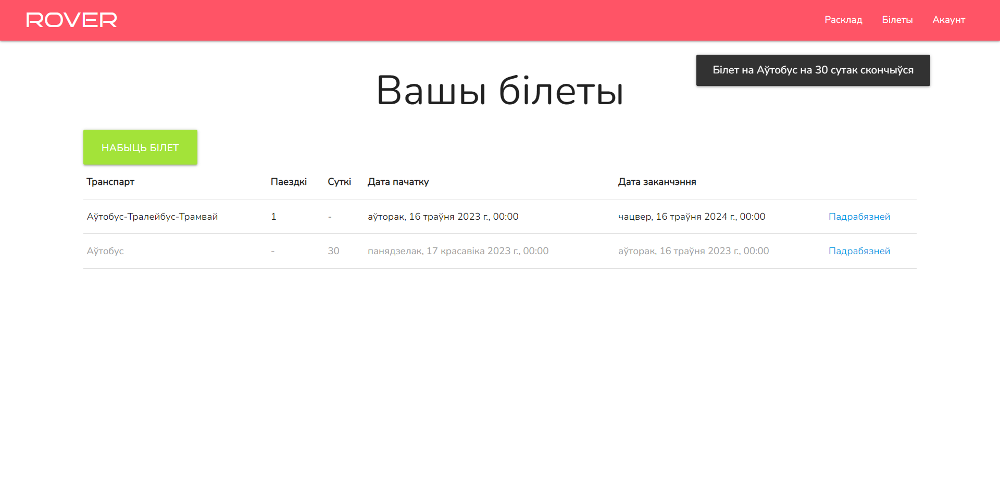 ROVER
Расклад Білеты Акаунт
Білет на Аўтобус на 30 сутак скончыўся
Вашы білеты
НАБЫЦЬ БІЛЕТ
Транспарт Паездкі Суткі Дата пачатку Дата заканчэння
Аўтобус-Тралейбус-Трамвай 1 - аўторак, 16 траўня 2023 г., 00:00 чацвер, 16 траўня 2024 г., 00:00 Падрабязней
Аўтобус - 30 панядзелак, 17 красавіка 2023 г., 00:00 аўторак, 16 траўня 2023 г., 00:00 Падрабязней